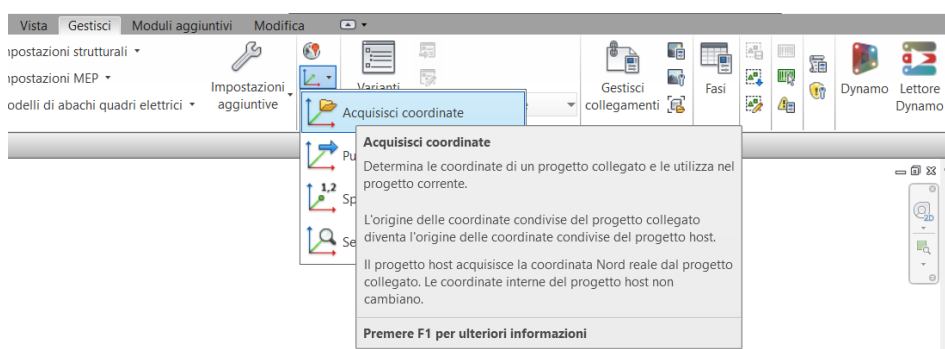 Vista Gestisci Moduli aggiuntivi Modifica
mpostazioni strutturali
mpostazioni MEP
odelli di abachi quadri elettrici
Impostazioni
aggiuntive
Varianti
Gestisci
collegamenti
Fasi
Dynamo
Lettore
Dynamo
Acquisisci coordinate
Pu
1,2
Sp
Se
Acquisisci coordinate
Determina le coordinate di un progetto collegato e le utilizza nel
progetto corrente.
L'origine delle coordinate condivise del progetto collegato
diventa l'origine delle coordinate condivise del progetto host.
Il progetto host acquisisce la coordinata Nord reale dal progetto
collegato. Le coordinate interne del progetto host non
cambiano.
Premere F1 per ulteriori informazioni
2D